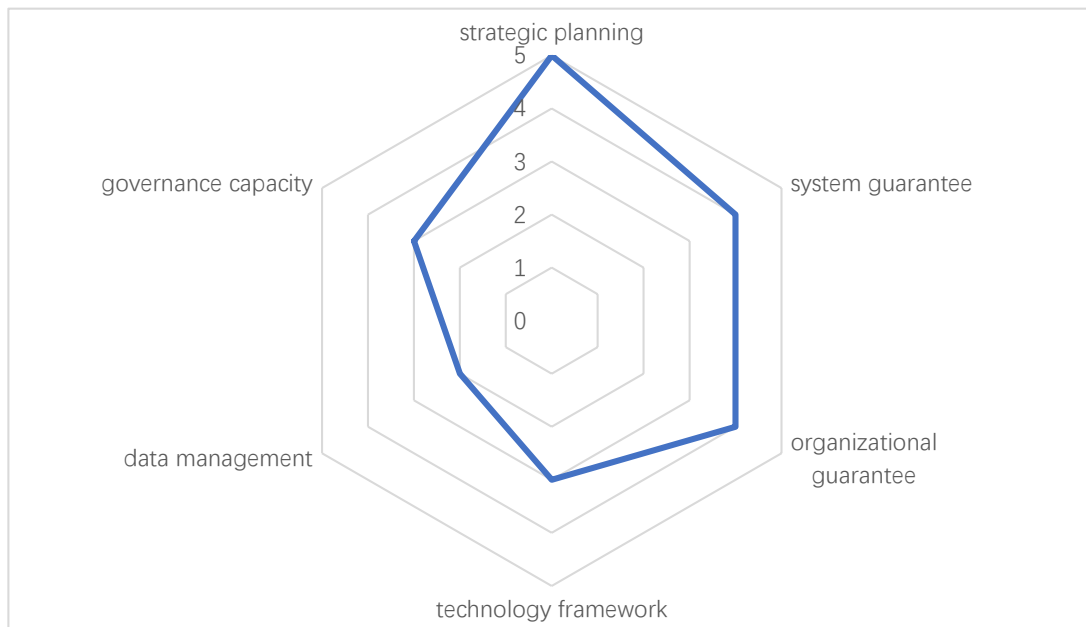 strategic planning
5
4
3
2
1
0
system guarantee
organizational
guarantee
technology framework
data management
governance capacity